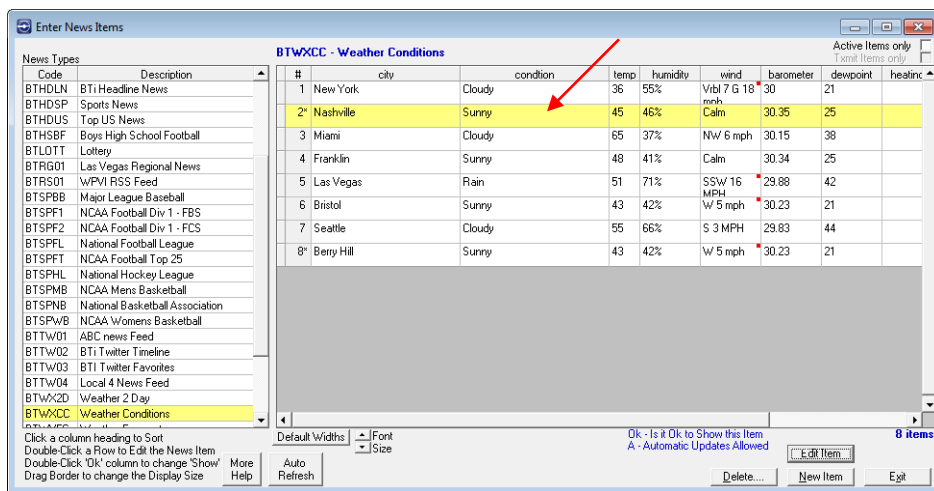 Enter News Items
News Types
BTWXCC - Weather Conditions
Active Items only
Txmit Items only
Code Description
BTHDLN BTi Headline News
BTHDSP Sports News
BTHDUS Top US News
BTHSBF Boys High School Football
BTLOTT Lottery
BTRG01 Las Vegas Regional News
BTRS01 WPVI RSS Feed
BTSPBB Major League Baseball
BTSPF1 NCAA Football Div 1 - FBS
BTSPF2 NCAA Football Div 1 - FCS
BTSPFL National Football League
BTSPFT NCAA Football Top 25
BTSPHL National Hockey League
BTSPMB NCAA Mens Basketball
BTSPNB National Basketball Association
BTSPWB NCAA Womens Basketball
BTTW01 ABC news Feed
BTTW02 BTi Twitter Timeline
BTTW03 BTI Twitter Favorites
BTTW04 Local 4 News Feed
BTWX2D Weather 2 Day
BTWXCC Weather Conditions
# city condtion temp humidity wind barometer dewpoint heating
1 New York Cloudy 36 55% Vrbl 7 G 18 mph 30 21
2* Nashville Sunny 45 46% Calm 30.35 25
3 Miami Cloudy 65 37% NW 6 mph 30.15 38
4 Franklin Sunny 48 41% Calm 30.34 25
5 Las Vegas Rain 51 71% SSW 16 MPH 29.88 42
6 Bristol Sunny 43 42% W 5 mph 30.23 21
7 Seattle Cloudy 55 66% S 3 MPH 29.83 44
8* Berry Hill Sunny 43 42% W 5 mph 30.23 21
Click a column heading to Sort
Double-Click a Row to Edit the News Item
Double-Click 'Ok' column to change 'Show'
Drag Border to change the Display Size
More Help
Default Widths
Font Size
Auto Refresh
Ok - Is it Ok to Show this Item
A - Automatic Updates Allowed
8 items
Edit Item
Delete....
New Item
Exit